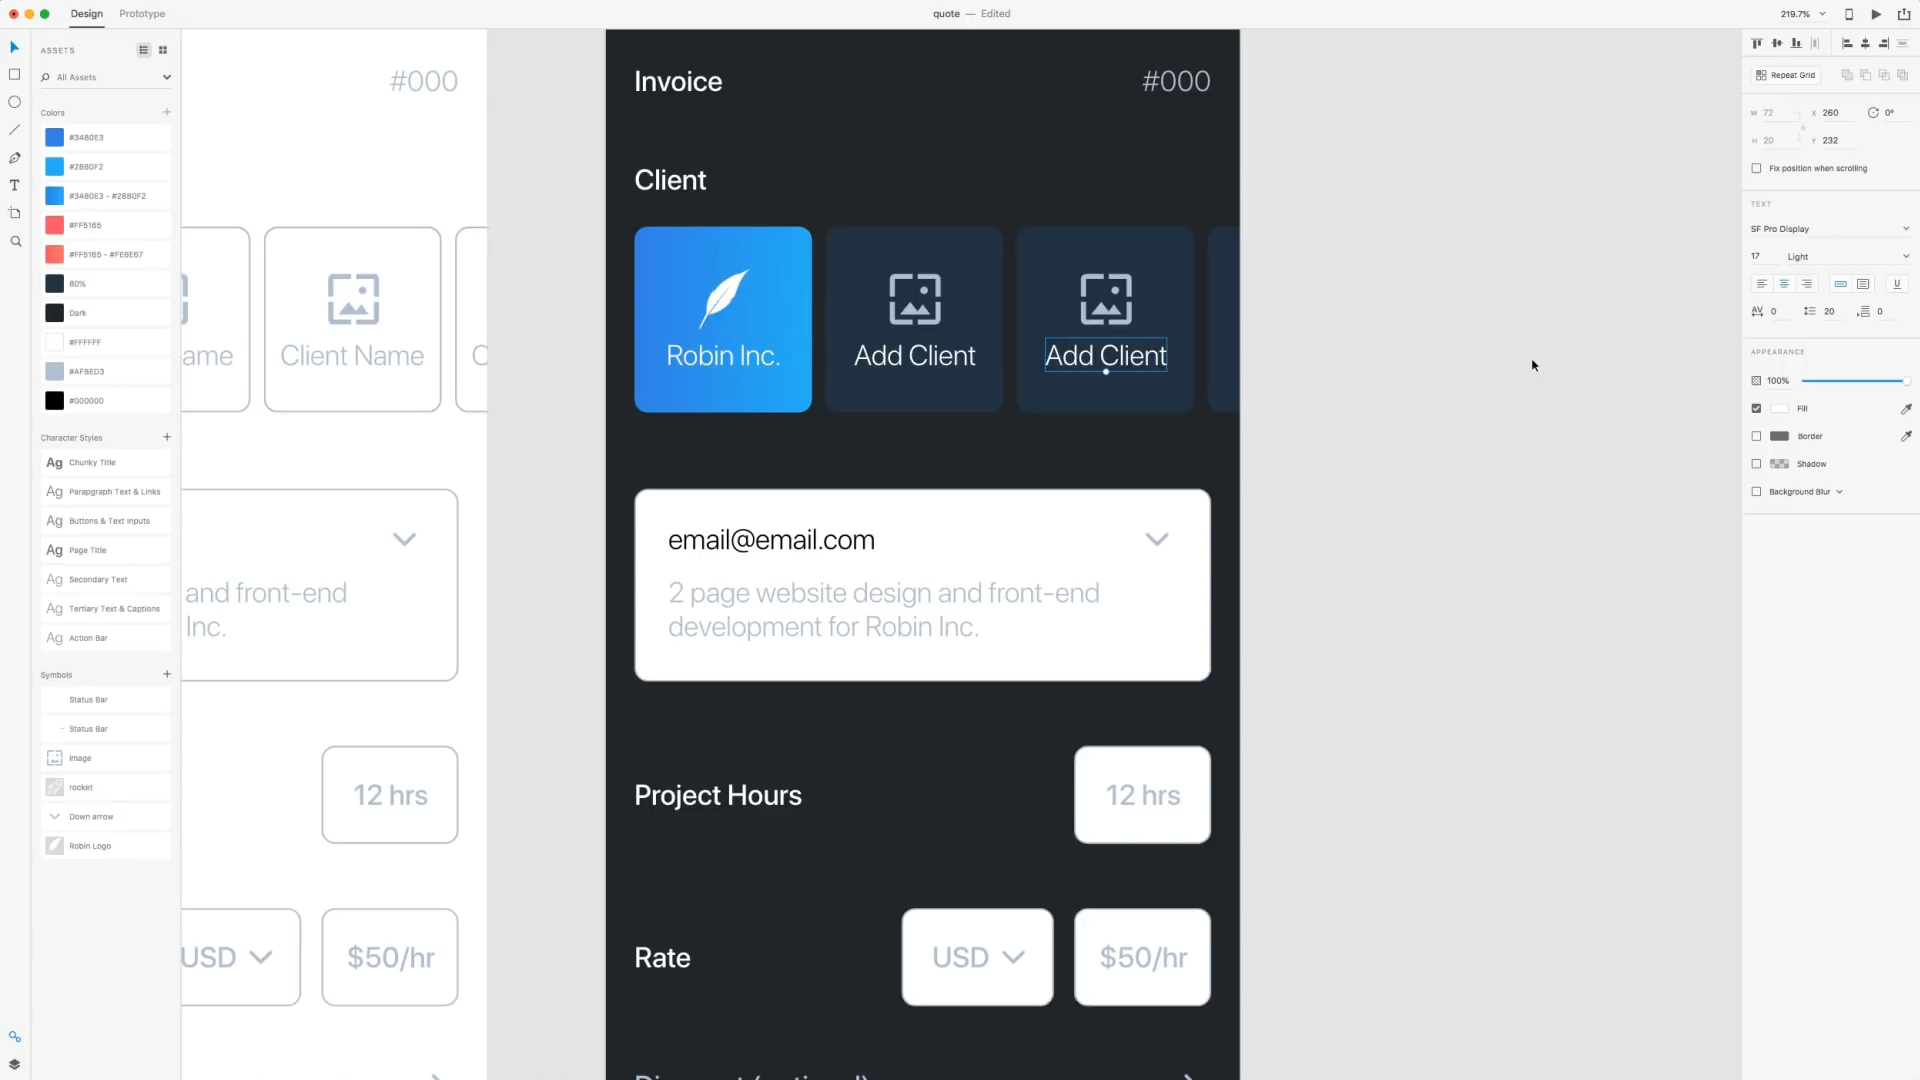 Design
Prototype
quote — Edited
219.7%
ASSETS
All Assets
Colors
#3480E3
#28B0F2
#3480E3 - #28B0F2
#FF5165
#FF5165 - #FE6E67
80%
Dark
#FFFFFF
#AFBED3
#000000
Character Styles
Ag Chunky Title
Ag Parapgraph Text & Links
Ag Buttons & Text Inputs
Ag Page Title
Ag Secondary Text
Ag Tertiary Text & Captions
Ag Action Bar
Symbols
Status Bar
Status Bar
image
rocket
Down arrow
Robin Logo
#000
ame
Client Name
C
and front-end
Inc.
12 hrs
USD
$50/hr
Invoice
#000
Client
Robin Inc.
Add Client
Add Client
email@email.com
2 page website design and front-end
development for Robin Inc.
Project Hours
12 hrs
Rate
USD
$50/hr
Discount (optional)
Repeat Grid
W 72
X 260
0°
H 20
Y 232
Fix position when scrolling
TEXT
SF Pro Display
17
Light
U
AV 0
20
0
APPEARANCE
100%
Fill
Border
Shadow
Background Blur